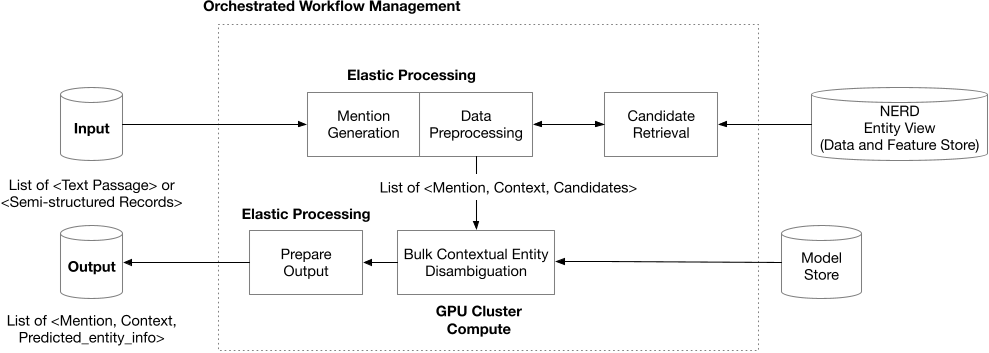 Orchestrated Workflow Management
Elastic Processing
Input
Mention
Generation
Data
Preprocessing
Candidate
Retrieval
NERD
Entity View
(Data and Feature Store)
List of <Text Passage> or
<Semi-structured Records>
List of <Mention, Context, Candidates>
Elastic Processing
Output
Prepare
Output
Bulk Contextual Entity
Disambiguation
Model
Store
GPU Cluster
Compute
List of <Mention, Context,
Predicted_entity_info>